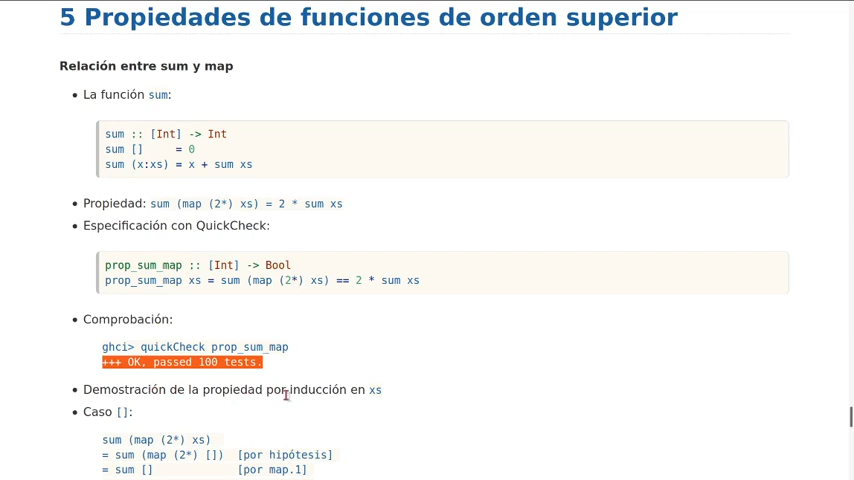 5 Propiedades de funciones de orden superior
Relación entre sum y map
• La función sum:
sum :: [Int] -> Int
sum []     = 0
sum (x:xs) = x + sum xs
• Propiedad: sum (map (2*) xs) = 2 * sum xs
• Especificación con QuickCheck:
prop_sum_map :: [Int] -> Bool
prop_sum_map xs = sum (map (2*) xs) == 2 * sum xs
• Comprobación:
ghci> quickCheck prop_sum_map
+++ OK, passed 100 tests.
• Demostración de la propiedad por inducción en xs
• Caso []:
sum (map (2*) xs)
= sum (map (2*) [])  [por hipótesis]
= sum []             [por map.1]